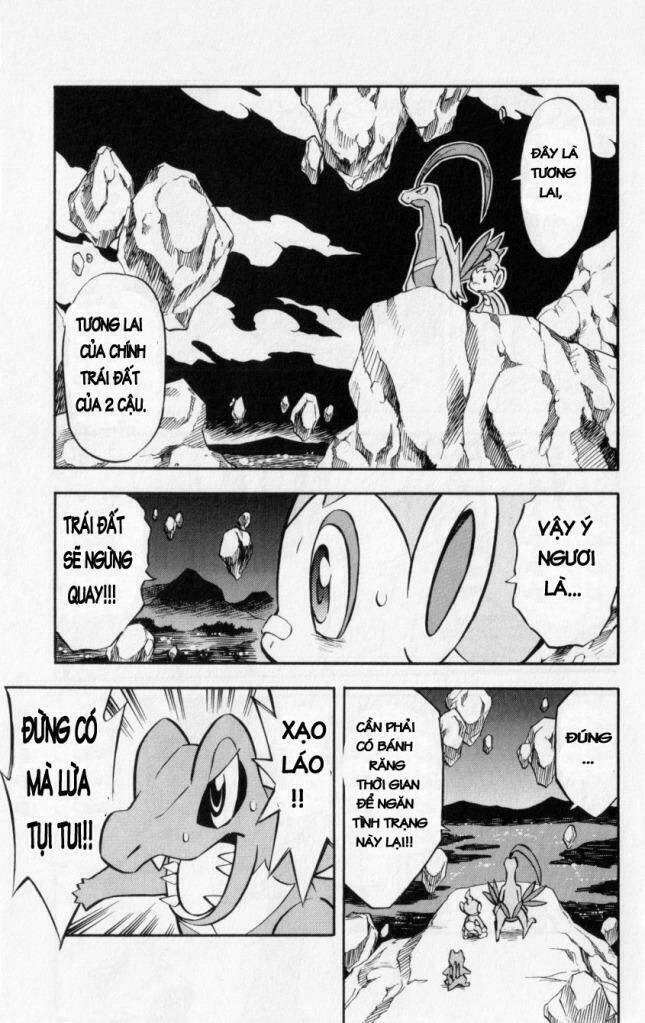 ĐÂY LÀ
TƯƠNG
LAI,
TƯƠNG LAI
CỦA CHÍNH
TRÁI ĐẤT
CỦA 2 CẬU.
VẬY Ý
NGƯƠI
LÀ...
TRÁI ĐẤT
SẼ NGỪNG
QUAY!!!
ĐÚNG
...
CẦN PHẢI
CÓ BÁNH
RĂNG
THỜI GIAN
ĐỂ NGĂN
TÌNH TRẠNG
NÀY LẠI!!
XẠO
LÁO
!!
ĐỪNG CÓ
MÀ LỪA
TỤI TUI!!